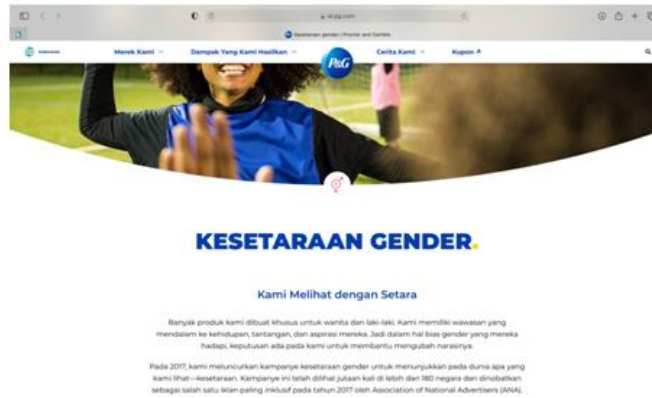 id.pg.com
Kesetaraan gender | Procter and Gamble
INDONESIA
Merek Kami
Dampak Yang Kami Hasilkan
P&G
Cerita Kami
Kupon
KESETARAAN GENDER.
Kami Melihat dengan Setara
Banyak produk kami dibuat khusus untuk wanita dan laki-laki. Kami memiliki wawasan yang
mendalam ke kehidupan, tantangan, dan aspirasi mereka. Jadi dalam hal bias gender yang mereka
hadapi, keputusan ada pada kami untuk membantu mengubah narasinya.
Pada 2017, kami meluncurkan kampanye kesetaraan gender untuk menunjukkan pada dunia apa yang
kami lihat—kesetaraan. Kampanye ini telah dilihat jutaan kali di lebih dari 180 negara dan dinobatkan
sebagai salah satu iklan paling inklusif pada tahun 2017 oleh Association of National Advertisers (ANA).